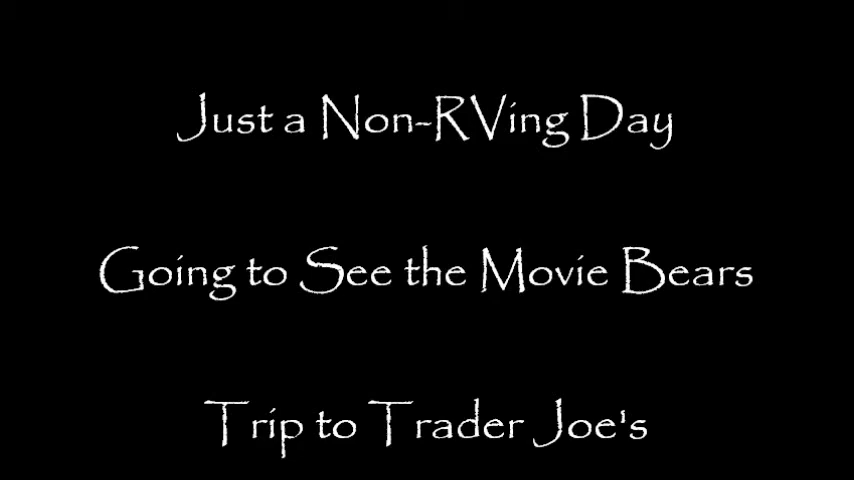 Just a Non-RVing Day
Going to See the Movie Bears
Trip to Trader Joe's